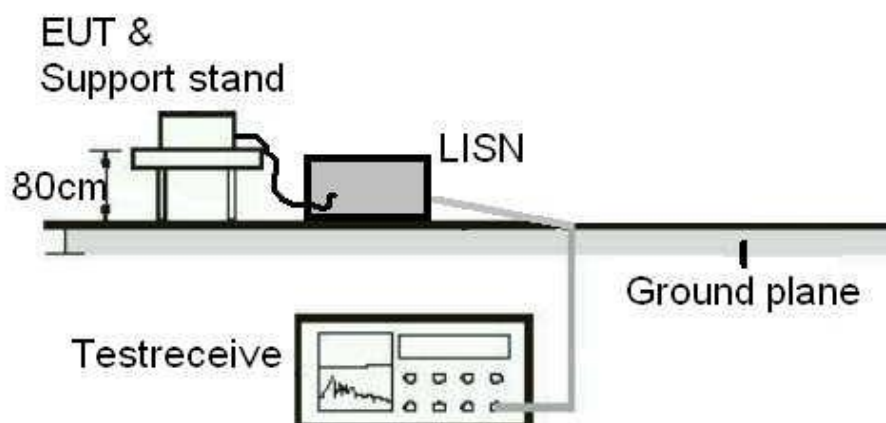 EUT &
Support stand
LISN
80cm
Ground plane
Testreceive